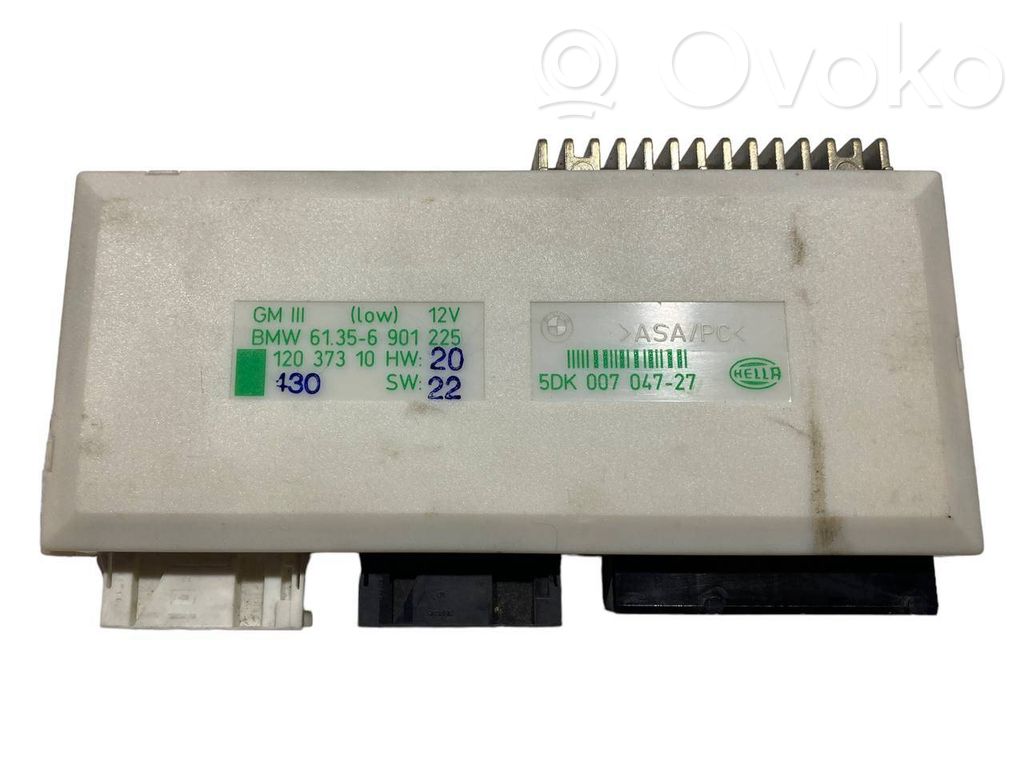 Ovoko
GM III (low) 12V
BMW 61.35-6 901 225
120 373 10 HW: 20
130 SW: 22
>ASA/PC<
5DK 007 047-27
HELLA